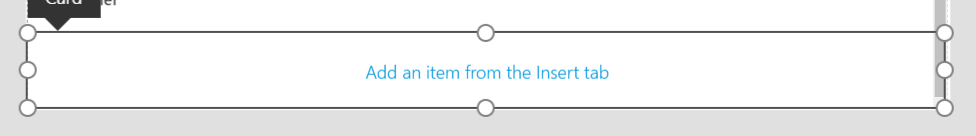 Card
Add an item from the Insert tab